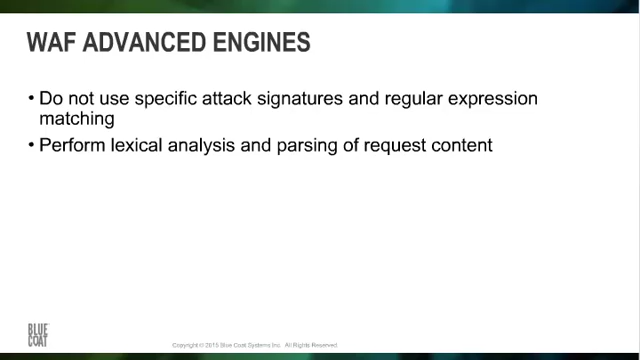 WAF ADVANCED ENGINES
• Do not use specific attack signatures and regular expression
matching
• Perform lexical analysis and parsing of request content
BLUE
COAT
Copyright © 2015 Blue Coat Systems Inc. All Rights Reserved.